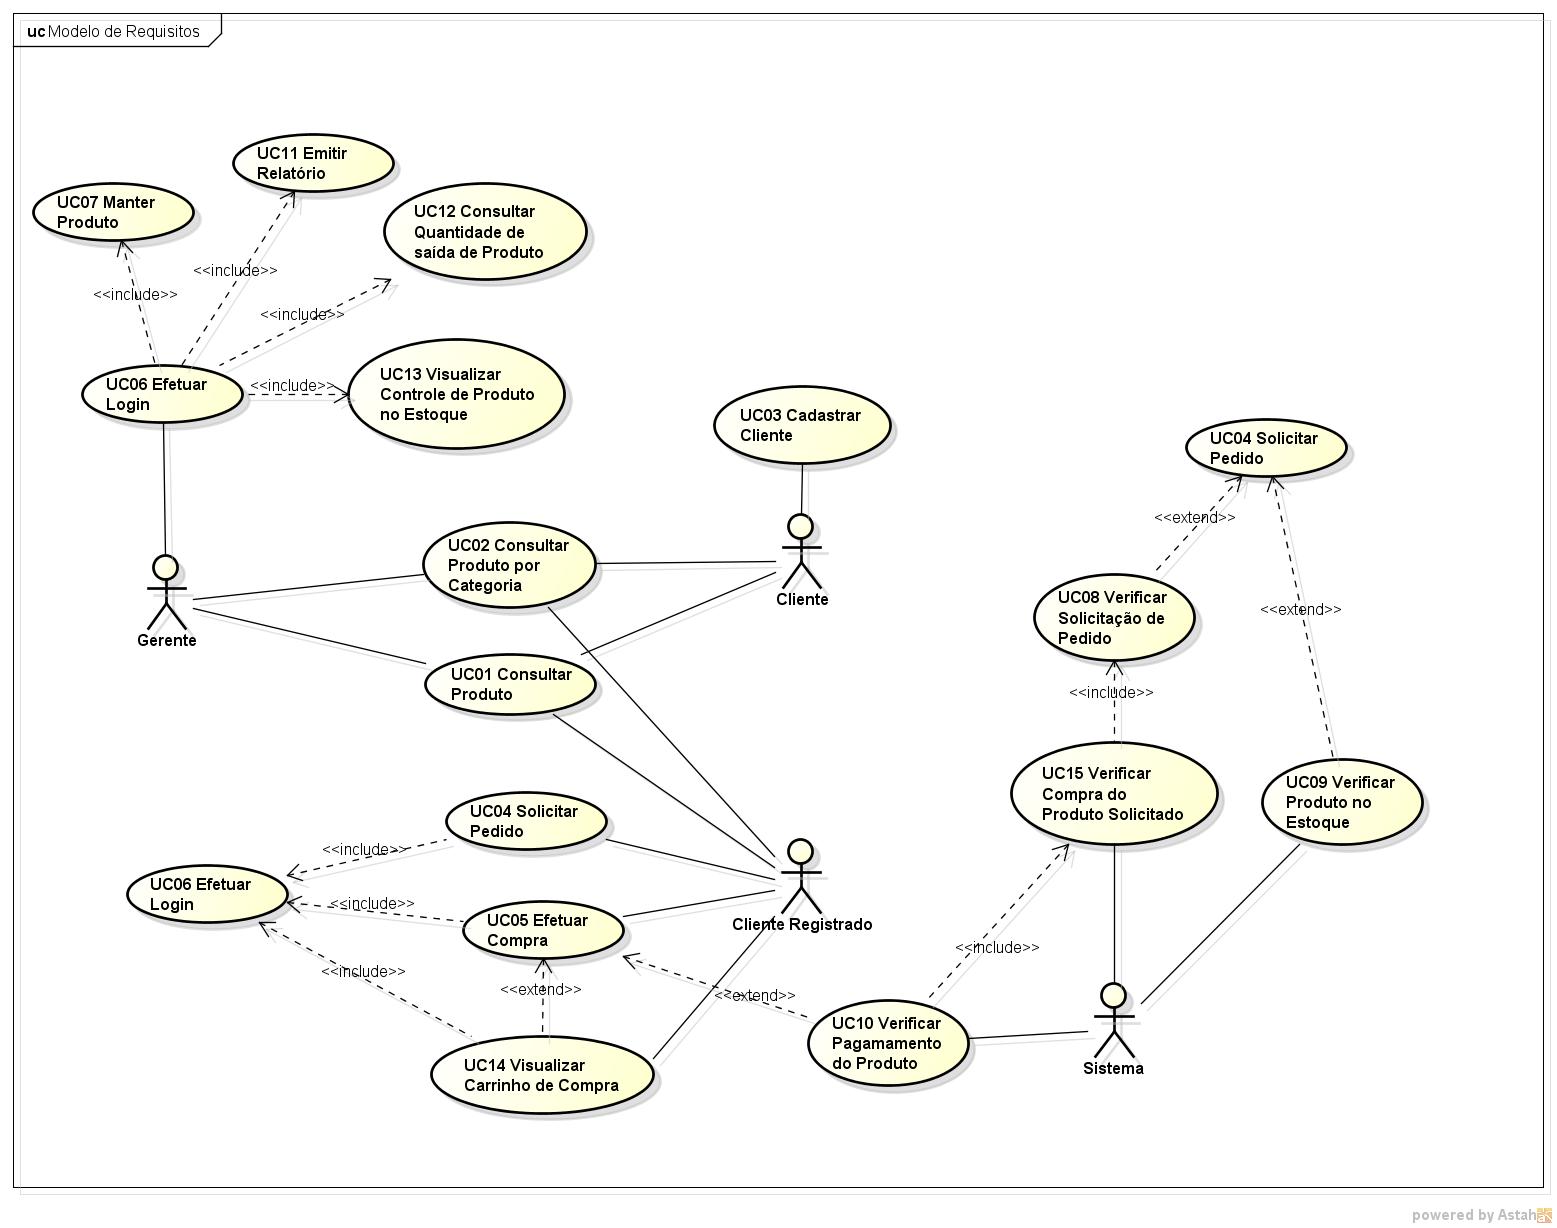 uc Modelo de Requisitos
UC11 Emitir
Relatório
UC07 Manter
Produto
UC12 Consultar
Quantidade de
saída de Produto
<<include>>
<<include>>
<<include>>
UC06 Efetuar
Login
<<include>>
UC13 Visualizar
Controle de Produto
no Estoque
UC03 Cadastrar
Cliente
UC04 Solicitar
Pedido
<<extend>>
UC02 Consultar
Produto por
Categoria
Cliente
Gerente
UC08 Verificar
Solicitação de
Pedido
<<extend>>
UC01 Consultar
Produto
<<include>>
UC15 Verificar
Compra do
Produto Solicitado
UC09 Verificar
Produto no
Estoque
UC04 Solicitar
Pedido
<<include>>
UC06 Efetuar
Login
<<include>>
UC05 Efetuar
Compra
Cliente Registrado
<<include>>
<<include>>
<<extend>>
<<extend>>
UC10 Verificar
Pagamamento
do Produto
Sistema
UC14 Visualizar
Carrinho de Compra
powered by Astah